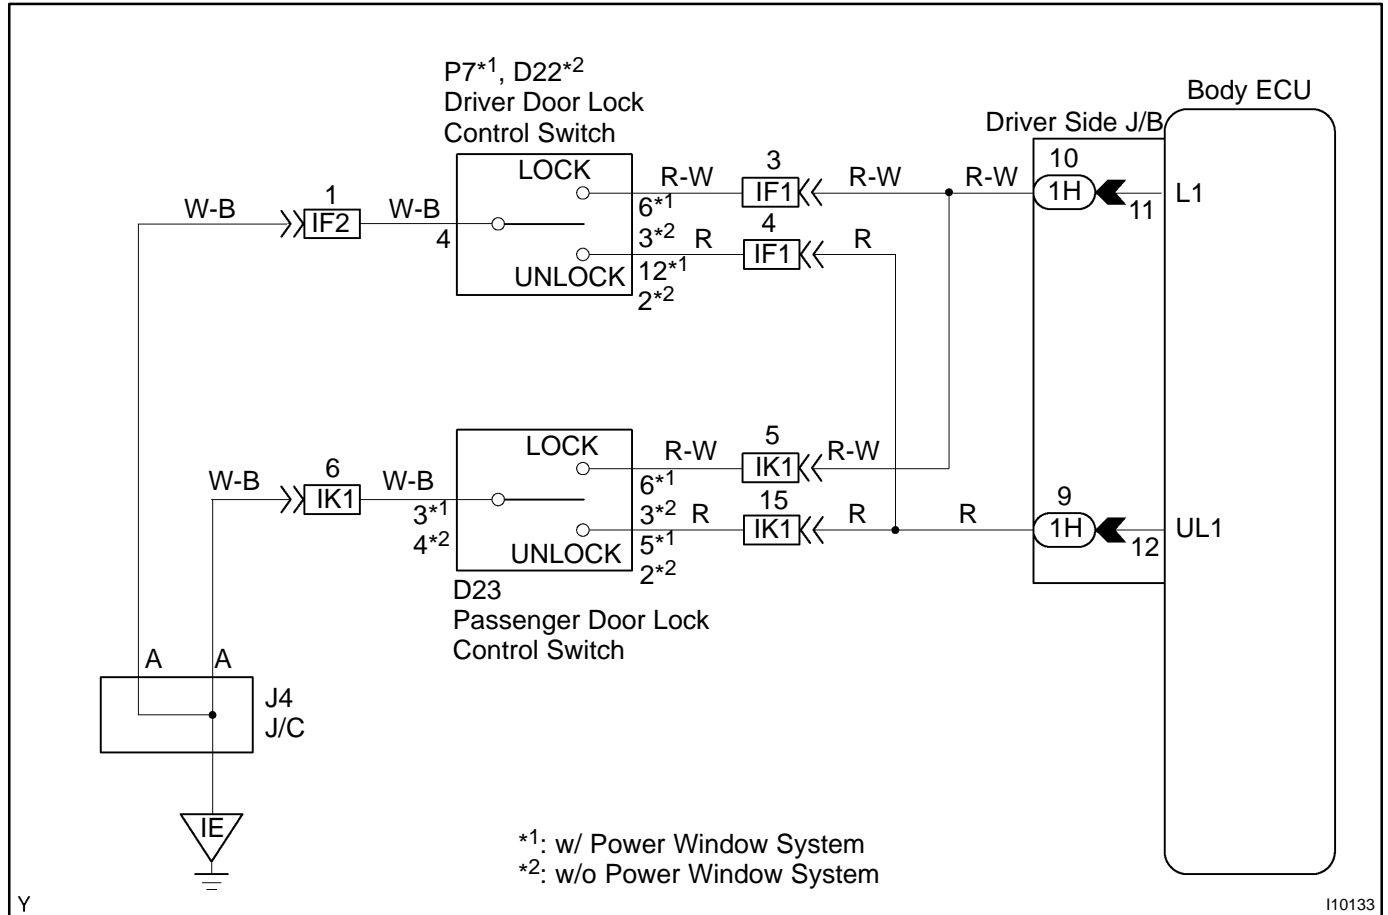 P7*1, D22*2
Driver Door Lock
Control Switch
Body ECU
Driver Side J/B
LOCK
UNLOCK
W-B
1
IF2
W-B
4
6*1
3*2
12*1
2*2
R-W
3
IF1
R-W
R-W
R
4
IF1
R
10
1H
11
L1
LOCK
UNLOCK
W-B
6
IK1
W-B
3*1
4*2
6*1
3*2
5*1
2*2
R-W
5
IK1
R-W
R
15
IK1
R
R
9
1H
12
UL1
D23
Passenger Door Lock
Control Switch
A
A
J4
J/C
IE
*1: w/ Power Window System
*2: w/o Power Window System
Y
I10133